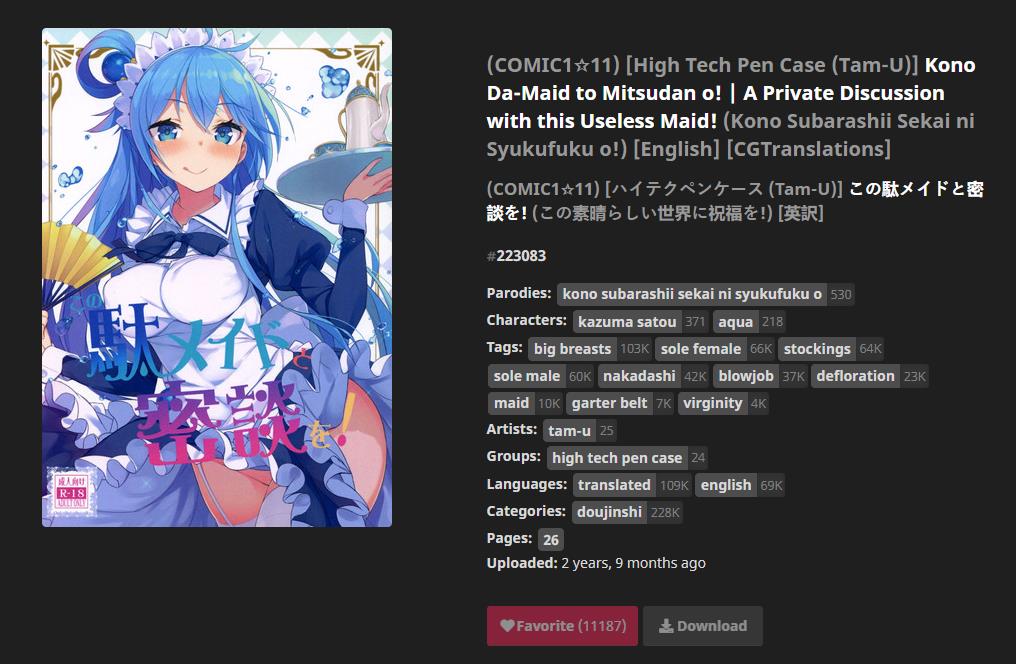 (COMIC1☆11) [High Tech Pen Case (Tam-U)] Kono
Da-Maid to Mitsudan o! | A Private Discussion
with this Useless Maid! (Kono Subarashii Sekai ni
Syukufuku o!) [English] [CGTranslations]
(COMIC1☆11) [ハイテクペンケース (Tam-U)] この駄メイドと密
談を! (この素晴らしい世界に祝福を!) [英訳]
#223083
Parodies: kono subarashii sekai ni syukufuku o 530
Characters: kazuma satou 371 aqua 218
Tags: big breasts 103K sole female 66K stockings 64K
sole male 60K nakadashi 42K blowjob 37K defloration 23K
maid 10K garter belt 7K virginity 4K
Artists: tam-u 25
Groups: high tech pen case 24
Languages: translated 109K english 69K
Categories: doujinshi 228K
Pages: 26
Uploaded: 2 years, 9 months ago
Favorite (11187) Download
この
駄メイドと
密談を!
成人向け
R-18
ADULT ONLY